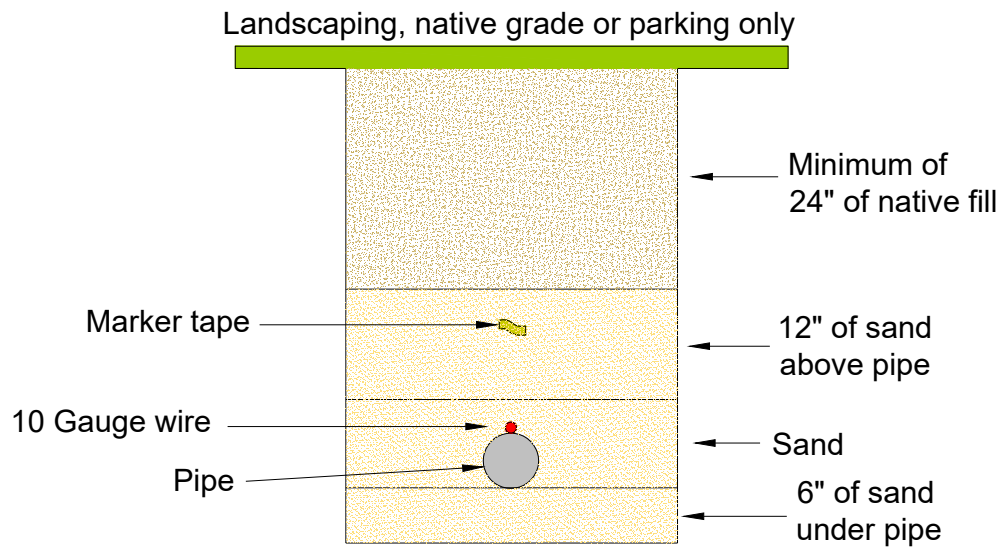 Landscaping, native grade or parking only
Minimum of
24" of native fill
Marker tape
12" of sand
above pipe
10 Gauge wire
Sand
Pipe
6" of sand
under pipe